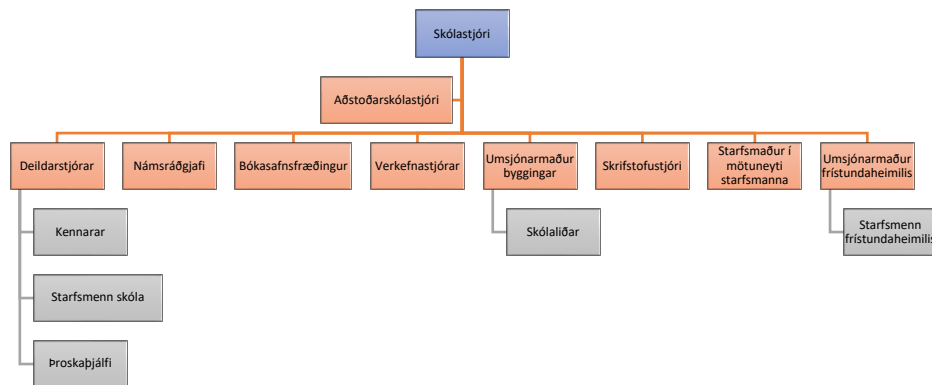 Skólastjóri
Aðstoðarskólastjóri
Deildarstjórar
Námsráðgjafi
Bókasafnsfræðingur
Verkefnastjórar
Umsjónarmaður
byggingar
Skrifstofustjóri
Starfsmaður í
mötuneyti
starfsmanna
Umsjónarmaður
frístundaheimilis
Kennarar
Skólaliðar
Starfsmenn
frístundaheimilis
Starfsmenn skóla
Þroskaþjálfi